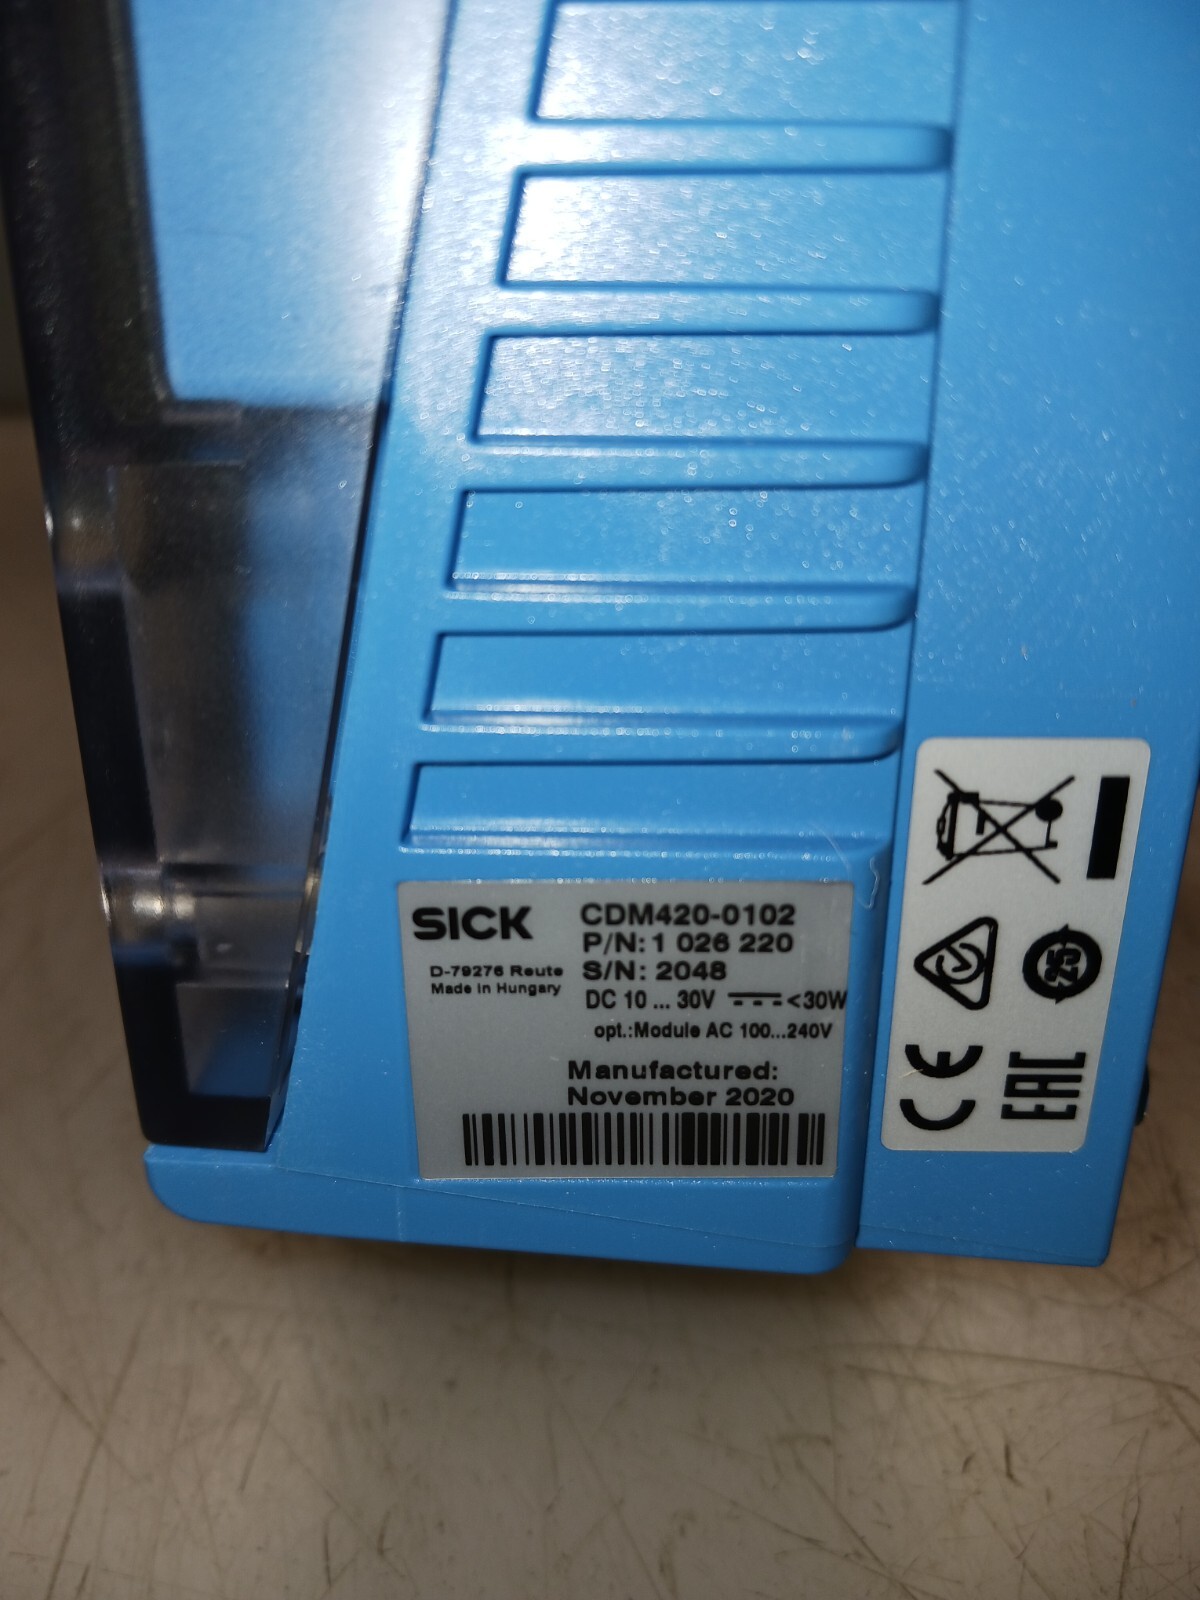 SICK
CDM420-0102
P/N: 1 026 220
D-79276 Reute
S/N: 2048
Made in Hungary
DC 10 ... 30V <30W
opt.:Module AC 100...240V
Manufactured:
November 2020
CE
EAC
25